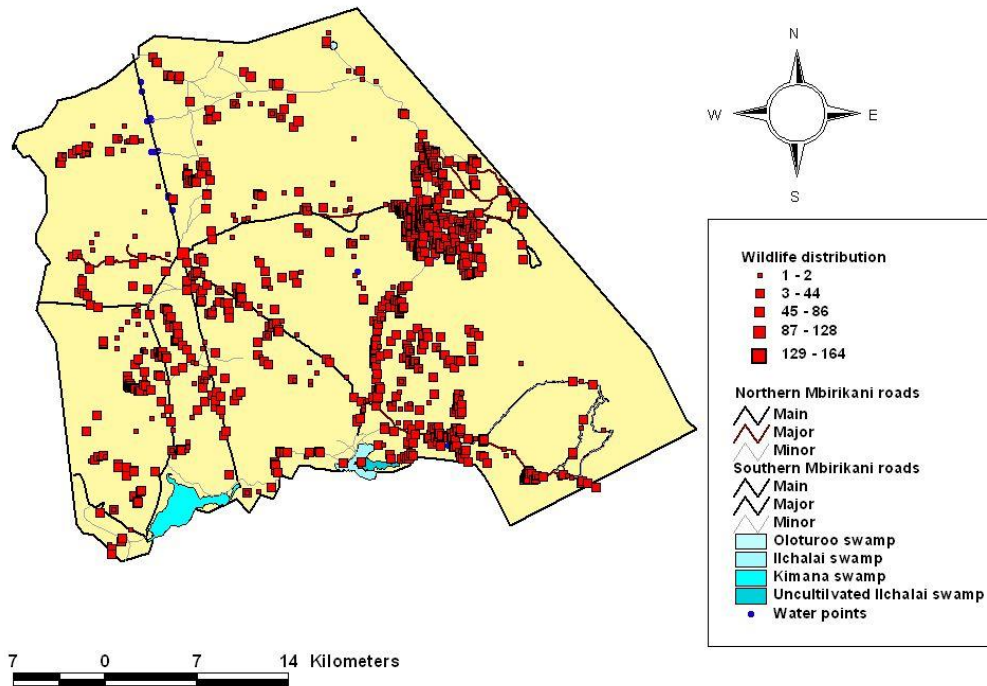 N
W E
S
Wildlife distribution
1 - 2
3 - 44
45 - 86
87 - 128
129 - 164
Northern Mbirikani roads
Main
Major
Minor
Southern Mbirikani roads
Main
Major
Minor
Oloturoo swamp
Ilchalai swamp
Kimana swamp
Uncultilvated Ilchalai swamp
Water points
7 0 7 14 Kilometers